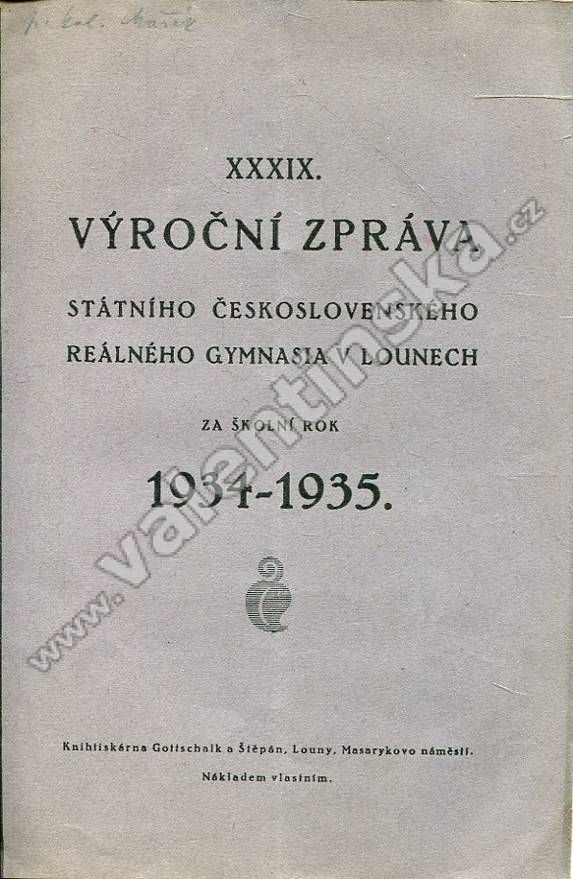 XXXIX.
VÝROČNÍ ZPRÁVA
STÁTNÍHO ČESKOSLOVENSKÉHO
REÁLNÉHO GYMNASIA V LOUNECH
ZA ŠKOLNÍ ROK
1934-1935.
www.valentinska.cz
Knihtiskárna Gottschalk a Štěpán, Louny, Masarykovo náměstí.
Nákladem vlastním.